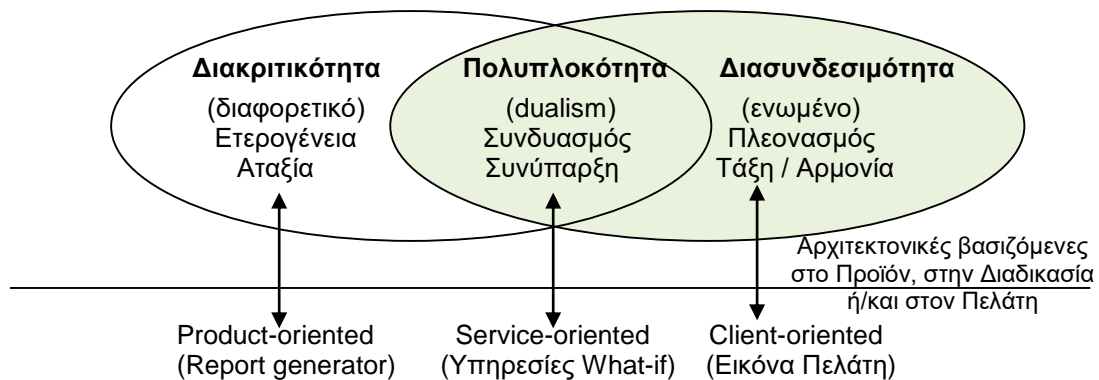 Διακριτικότητα
(διαφορετικό)
Ετερογένεια
Αταξία
Πολυπλοκότητα
(dualism)
Συνδυασμός
Συνύπαρξη
Διασυνδεσιμότητα
(ενωμένο)
Πλεονασμός
Τάξη / Αρμονία
Αρχιτεκτονικές βασιζόμενες
στο Προϊόν, στην Διαδικασία
ή/και στον Πελάτη
Product-oriented
(Report generator)
Service-oriented
(Υπηρεσίες What-if)
Client-oriented
(Εικόνα Πελάτη)